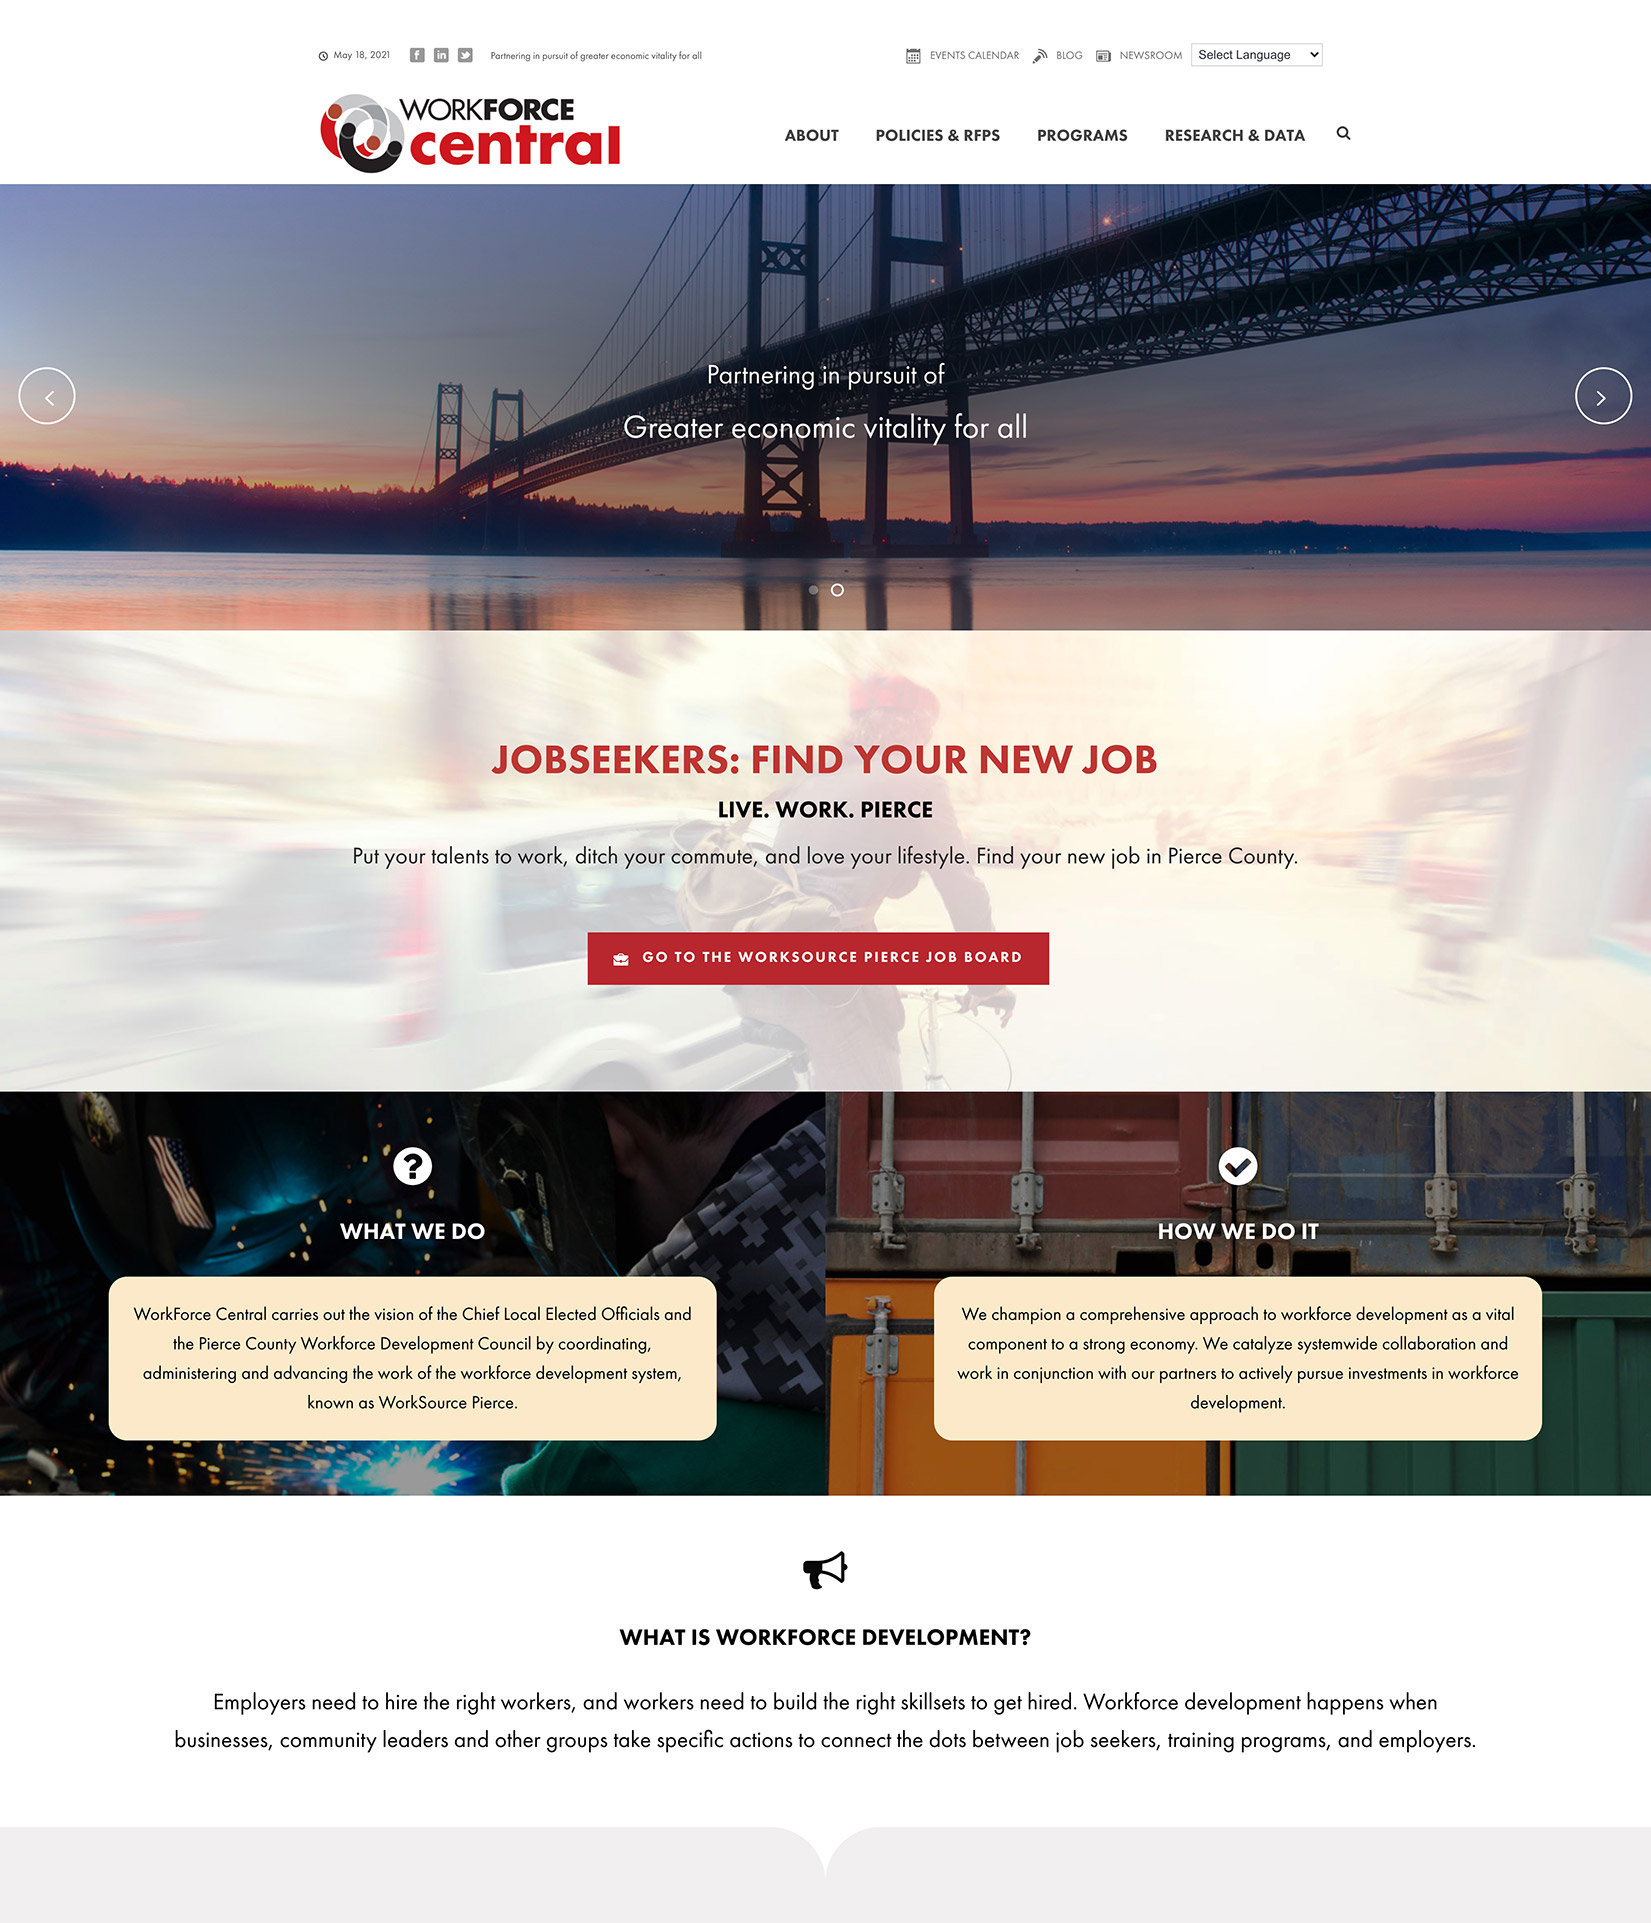 May 18, 2021
Partnering in pursuit of greater economic vitality for all
EVENTS CALENDAR
BLOG
NEWSROOM
Select Language
WORKFORCE
central
ABOUT
POLICIES & RFPS
PROGRAMS
RESEARCH & DATA
Partnering in pursuit of
Greater economic vitality for all
JOBSEEKERS: FIND YOUR NEW JOB
LIVE. WORK. PIERCE
Put your talents to work, ditch your commute, and love your lifestyle. Find your new job in Pierce County.
GO TO THE WORKSOURCE PIERCE JOB BOARD
WHAT WE DO
WorkForce Central carries out the vision of the Chief Local Elected Officials and
the Pierce County Workforce Development Council by coordinating,
administering and advancing the work of the workforce development system,
known as WorkSource Pierce.
HOW WE DO IT
We champion a comprehensive approach to workforce development as a vital
component to a strong economy. We catalyze systemwide collaboration and
work in conjunction with our partners to actively pursue investments in workforce
development.
WHAT IS WORKFORCE DEVELOPMENT?
Employers need to hire the right workers, and workers need to build the right skillsets to get hired. Workforce development happens when
businesses, community leaders and other groups take specific actions to connect the dots between job seekers, training programs, and employers.